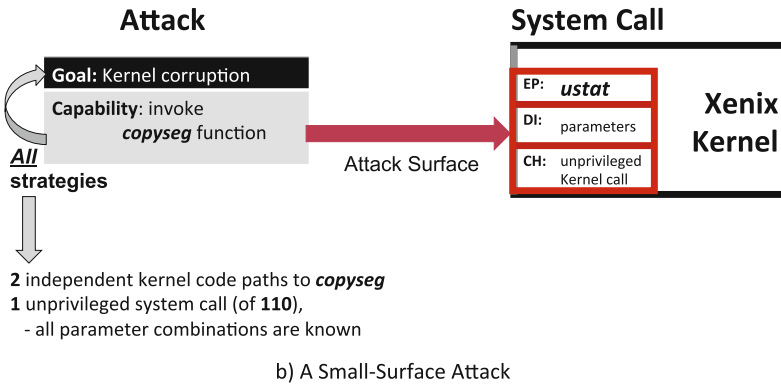 Attack
System Call
Goal: Kernel corruption
Capability: invoke
copyseg function
All
strategies
Attack Surface
EP: ustat
DI: parameters
CH: unprivileged
Kernel call
Xenix
Kernel
2 independent kernel code paths to copyseg
1 unprivileged system call (of 110),
- all parameter combinations are known
b) A Small-Surface Attack